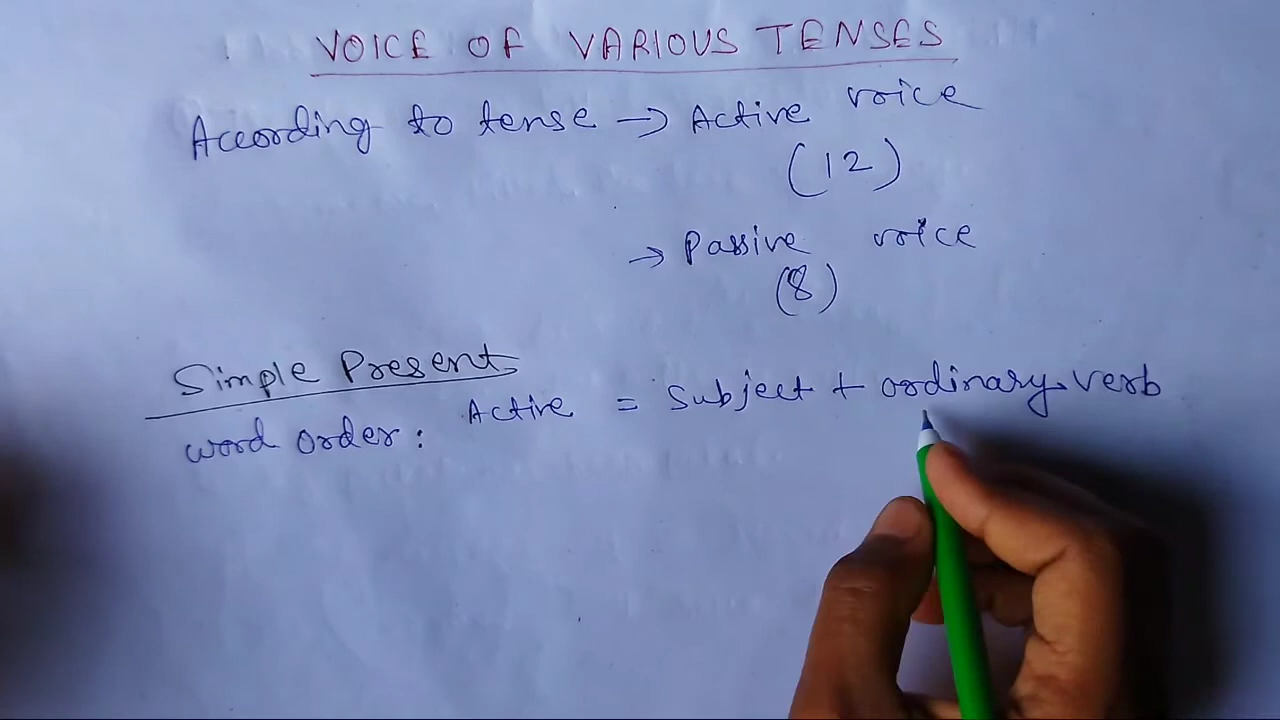 VOICE OF VARIOUS TENSES
According to tense → Active voice
(12)
→ Passive voice
(8)
Simple Present
word order: Active = Subject + ordinary verb